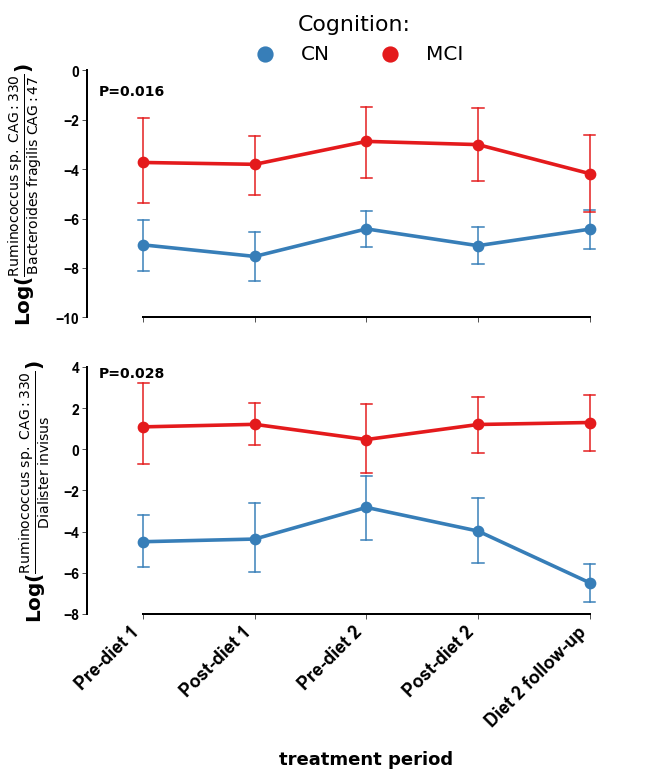 Cognition:
CN MCI
Log(Ruminococcus sp. CAG:330
Bacteroides fragilis CAG:47)
P=0.016
0
−2
−4
−6
−8
−10
Log(Ruminococcus sp. CAG:330
Dialister invisus)
P=0.028
4
2
0
−2
−4
−6
−8
Pre-diet 1 Post-diet 1 Pre-diet 2 Post-diet 2 Diet 2 follow-up
treatment period